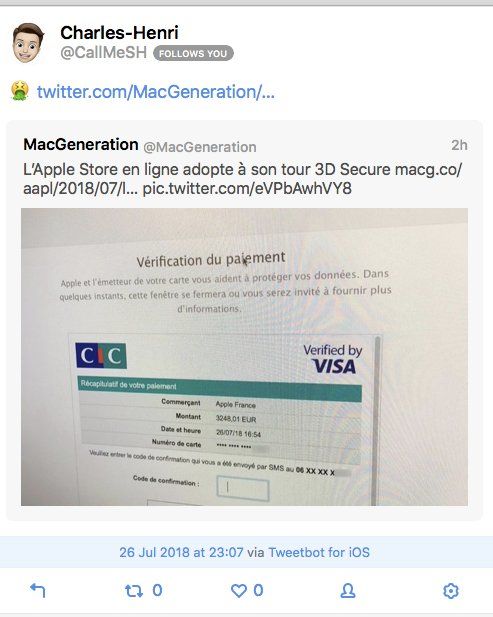 Charles-Henri
@CallMeSH FOLLOWS YOU
🤮 twitter.com/MacGeneration/...
MacGeneration @MacGeneration 2h
L'Apple Store en ligne adopte à son tour 3D Secure macg.co/
aapl/2018/07/l... pic.twitter.com/eVPbAwhVY8
Vérification du paiement
Apple et l'émetteur de votre carte vous aident à protéger vos données. Dans
quelques instants, cette fenêtre se fermera ou vous serez invité à fournir plus
d'informations.
CIC
Verified by
VISA
Récapitulatif de votre paiement
Commerçant Apple France
Montant 3248,01 EUR
Date et heure 26/07/18 16:54
Numéro de carte •••• •••• ••••
Veuillez entrer le code de confirmation qui vous a été envoyé par SMS au 06 XX XX X
Code de confirmation :
26 Jul 2018 at 23:07 via Tweetbot for iOS
0 0